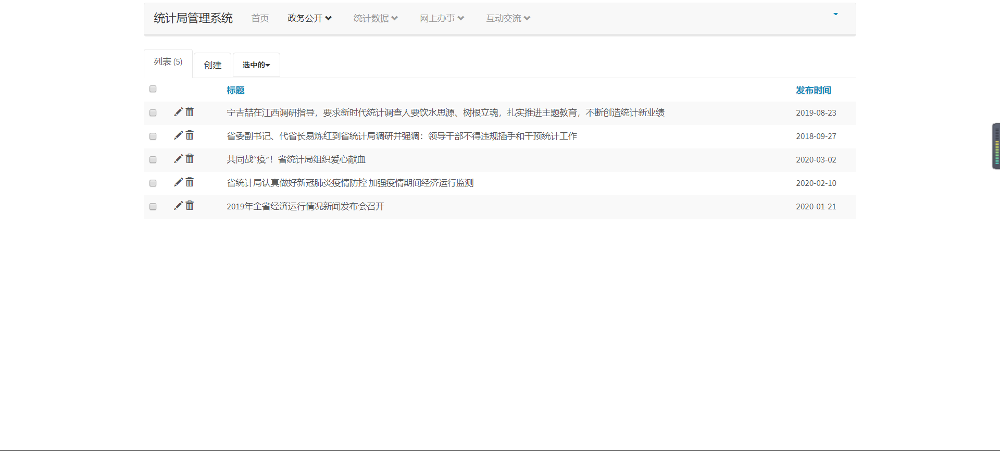 统计局管理系统 首页 政务公开 统计数据 网上办事 互动交流
列表 (5) 创建 选中的
标题 发布时间
宁吉喆在江西调研指导，要求新时代统计调查人要饮水思源、树根立魂，扎实推进主题教育，不断创造统计新业绩 2019-08-23
省委副书记、代省长易炼红到省统计局调研并强调：领导干部不得违规插手和干预统计工作 2018-09-27
共同战“疫”！省统计局组织爱心献血 2020-03-02
省统计局认真做好新冠肺炎疫情防控 加强疫情期间经济运行监测 2020-02-10
2019年全省经济运行情况新闻发布会召开 2020-01-21